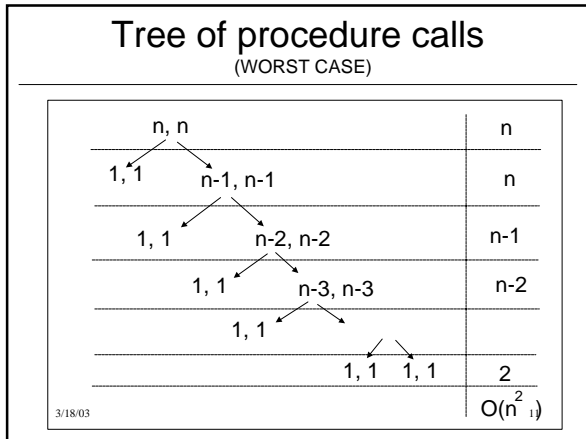 Tree of procedure calls
(WORST CASE)
n, n n
1, 1 n-1, n-1 n
1, 1 n-2, n-2 n-1
1, 1 n-3, n-3 n-2
1, 1
1, 1 1, 1 2
O(n²)
3/18/03 11